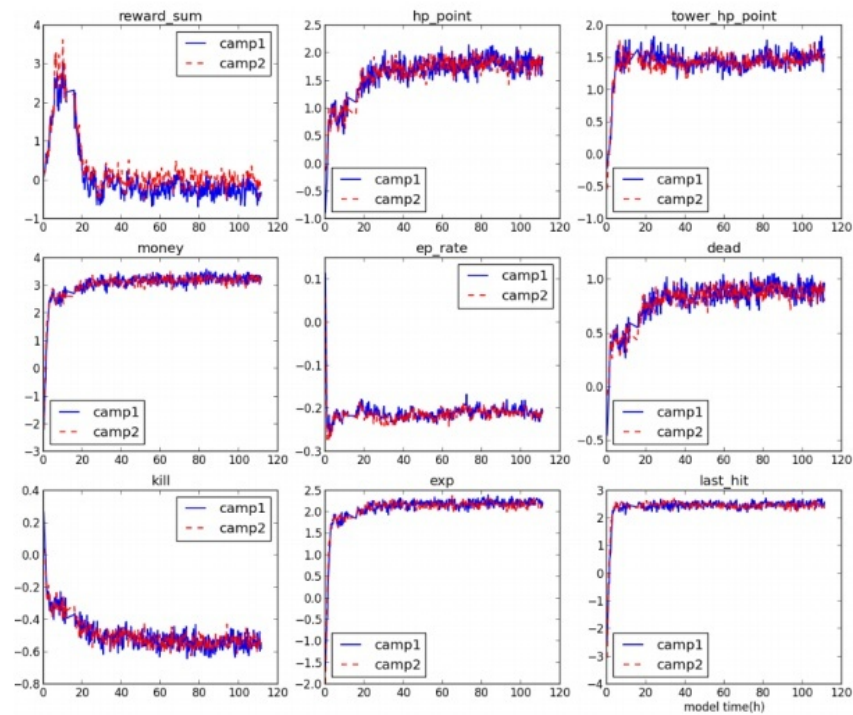 reward_sum
4
3
2
1
0
−1
0 20 40 60 80 100 120
camp1
camp2
hp_point
2.5
2.0
1.5
1.0
0.5
0.0
−0.5
−1.0
0 20 40 60 80 100 120
camp1
camp2
tower_hp_point
2.0
1.5
1.0
0.5
0.0
−0.5
−1.0
0 20 40 60 80 100 120
camp1
camp2
money
4
3
2
1
0
−1
−2
−3
0 20 40 60 80 100 120
camp1
camp2
ep_rate
0.1
0.0
−0.1
−0.2
−0.3
0 20 40 60 80 100 120
camp1
camp2
dead
1.0
0.5
0.0
−0.5
0 20 40 60 80 100 120
camp1
camp2
kill
0.4
0.2
0.0
−0.2
−0.4
−0.6
−0.8
0 20 40 60 80 100 120
camp1
camp2
exp
2.5
2.0
1.5
1.0
0.5
0.0
−0.5
−1.0
−1.5
−2.0
0 20 40 60 80 100 120
camp1
camp2
last_hit
3
2
1
0
−1
−2
−3
−4
0 20 40 60 80 100 120
camp1
camp2
model time(h)